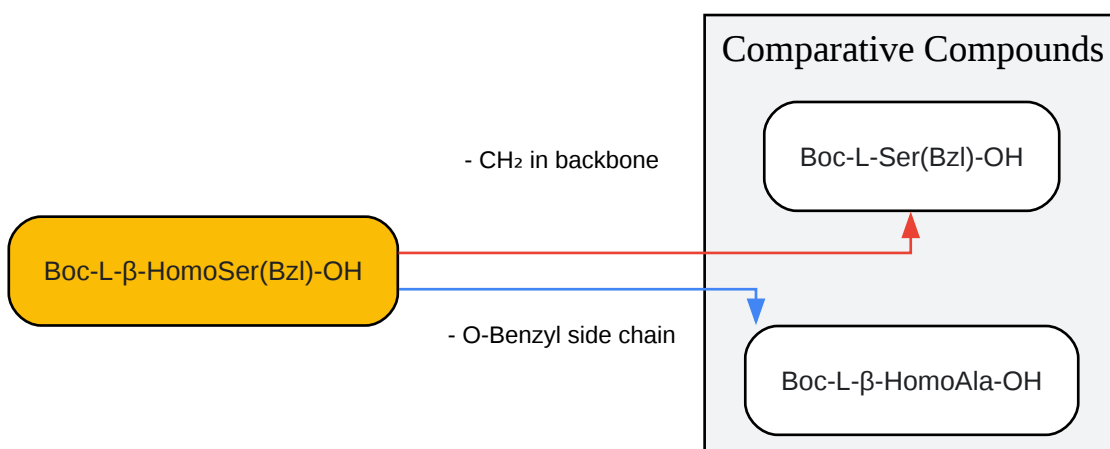 Comparative Compounds
Boc-L-Ser(Bzl)-OH
- CH₂ in backbone
Boc-L-β-HomoSer(Bzl)-OH
- O-Benzyl side chain
Boc-L-β-HomoAla-OH